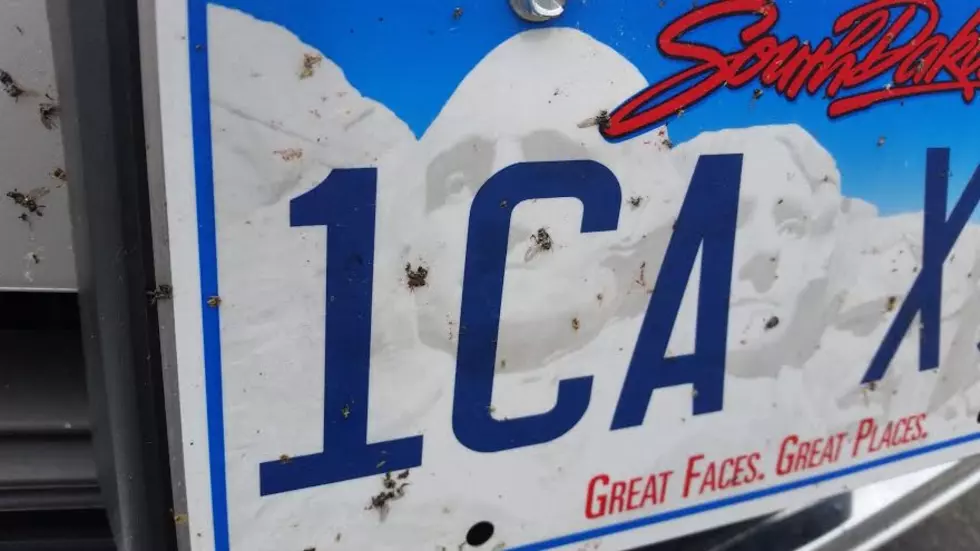 South Dak
1CA X
GREAT FACES. GREAT PLACES.